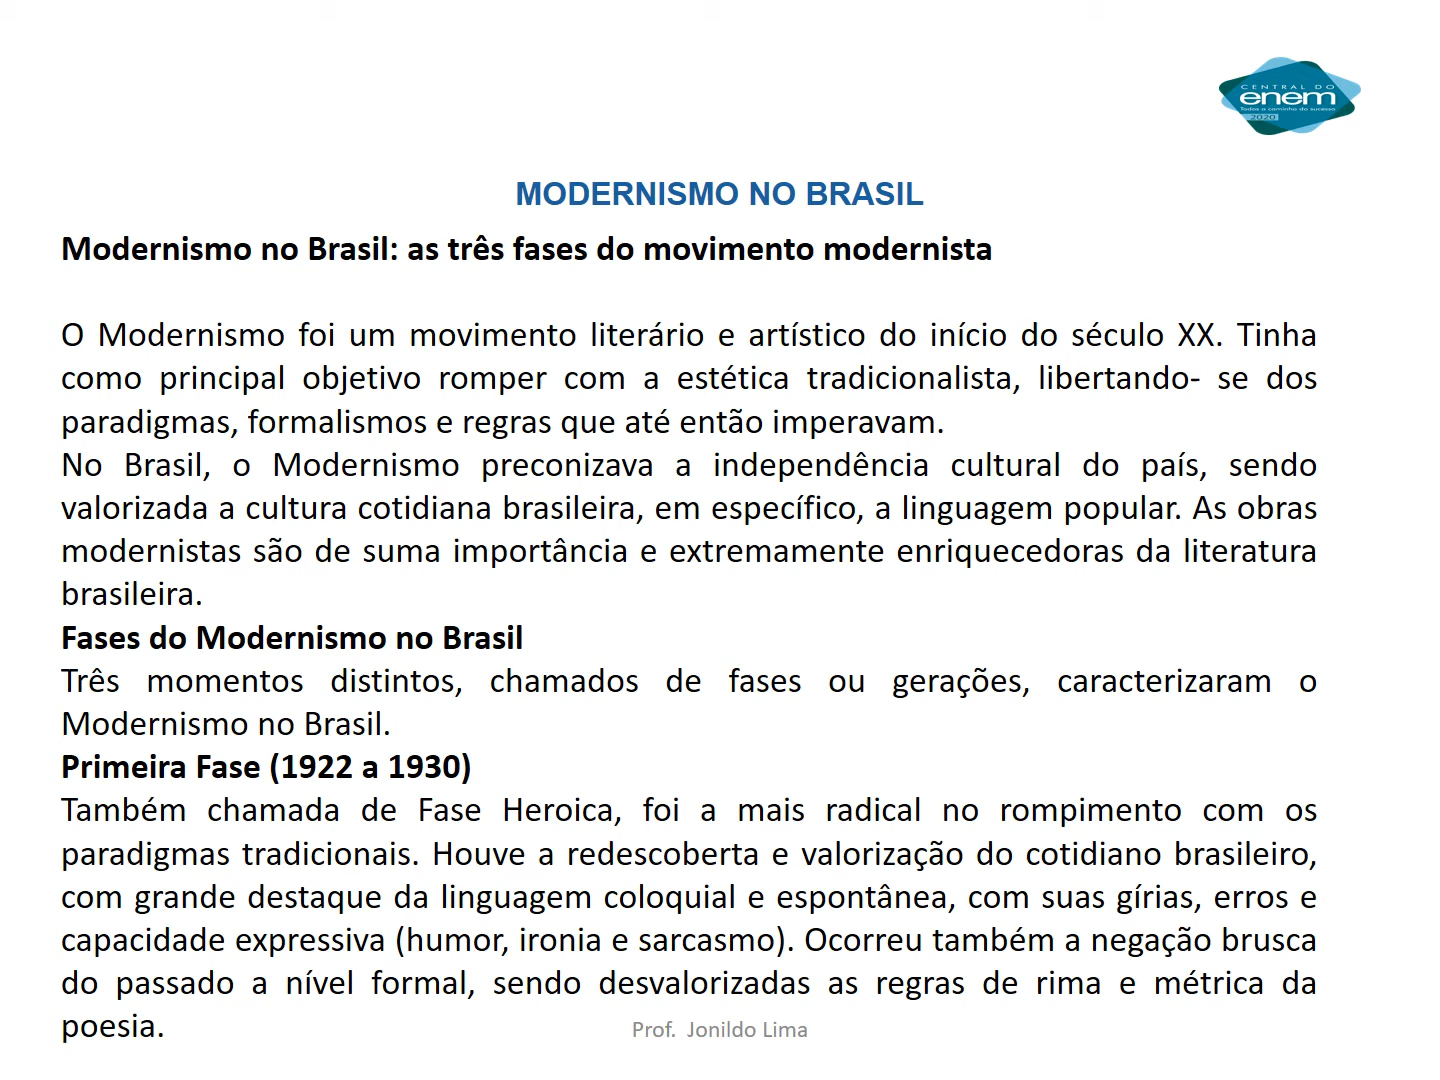 CENTRAL DO
enem
Todos a caminho do sucesso
2020
MODERNISMO NO BRASIL
Modernismo no Brasil: as três fases do movimento modernista
O Modernismo foi um movimento literário e artístico do início do século XX. Tinha
como principal objetivo romper com a estética tradicionalista, libertando- se dos
paradigmas, formalismos e regras que até então imperavam.
No Brasil, o Modernismo preconizava a independência cultural do país, sendo
valorizada a cultura cotidiana brasileira, em específico, a linguagem popular. As obras
modernistas são de suma importância e extremamente enriquecedoras da literatura
brasileira.
Fases do Modernismo no Brasil
Três momentos distintos, chamados de fases ou gerações, caracterizaram o
Modernismo no Brasil.
Primeira Fase (1922 a 1930)
Também chamada de Fase Heroica, foi a mais radical no rompimento com os
paradigmas tradicionais. Houve a redescoberta e valorização do cotidiano brasileiro,
com grande destaque da linguagem coloquial e espontânea, com suas gírias, erros e
capacidade expressiva (humor, ironia e sarcasmo). Ocorreu também a negação brusca
do passado a nível formal, sendo desvalorizadas as regras de rima e métrica da
poesia.
Prof. Jonildo Lima